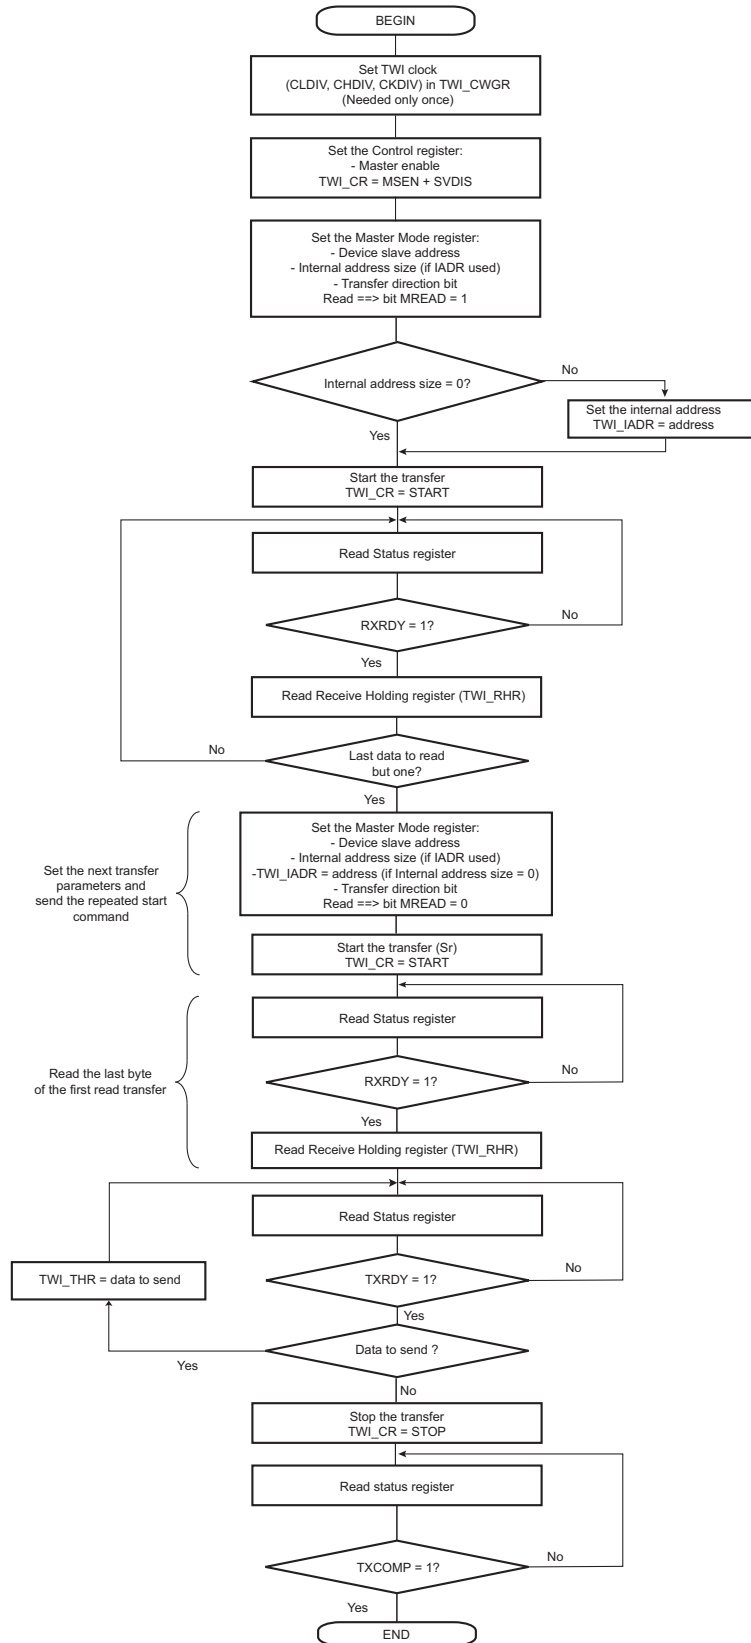 BEGIN
Set TWI clock
(CLDIV, CHDIV, CKDIV) in TWI_CWGR
(Needed only once)
Set the Control register:
- Master enable
TWI_CR = MSEN + SVDIS
Set the Master Mode register:
- Device slave address
- Internal address size (if IADR used)
- Transfer direction bit
Read ==> bit MREAD = 1
Internal address size = 0?
No
Set the internal address
TWI_IADR = address
Yes
Start the transfer
TWI_CR = START
Read Status register
RXRDY = 1?
No
Yes
Read Receive Holding register (TWI_RHR)
Last data to read
but one?
No
Yes
Set the next transfer
parameters and
send the repeated start
command
Set the Master Mode register:
- Device slave address
- Internal address size (if IADR used)
-TWI_IADR = address (if Internal address size = 0)
- Transfer direction bit
Read ==> bit MREAD = 0
Start the transfer (Sr)
TWI_CR = START
Read the last byte
of the first read transfer
Read Status register
RXRDY = 1?
No
Yes
Read Receive Holding register (TWI_RHR)
Read Status register
TWI_THR = data to send
TXRDY = 1?
No
Yes
Data to send ?
Yes
No
Stop the transfer
TWI_CR = STOP
Read status register
TXCOMP = 1?
No
Yes
END